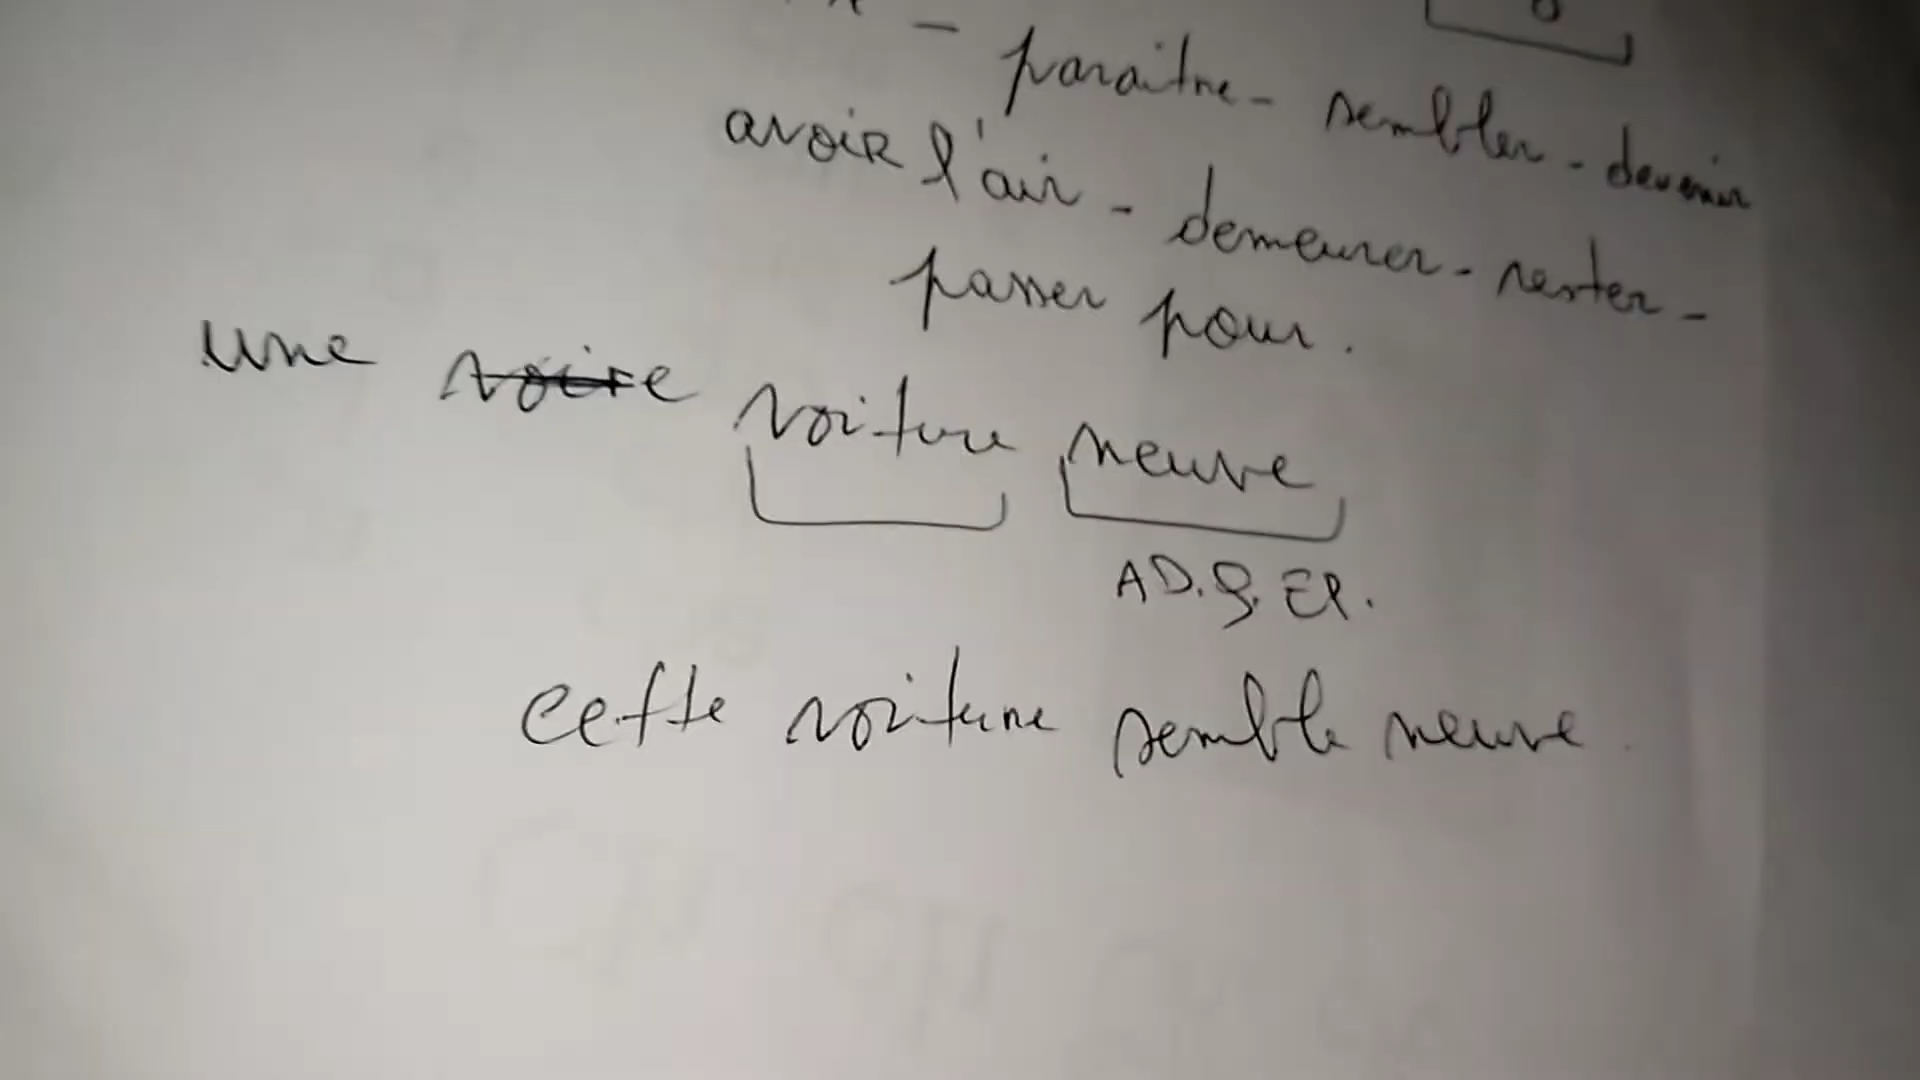 - paraître - sembler - devenir
avoir l'air - demeurer - rester -
passer pour.
une voiture neuve
AD.Q.EP.
cette voiture semble neuve.